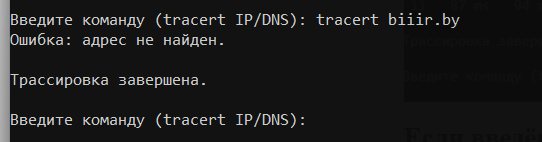 Введите команду (tracert IP/DNS): tracert biiir.by
Ошибка: адрес не найден.
Трассировка завершена.
Введите команду (tracert IP/DNS):